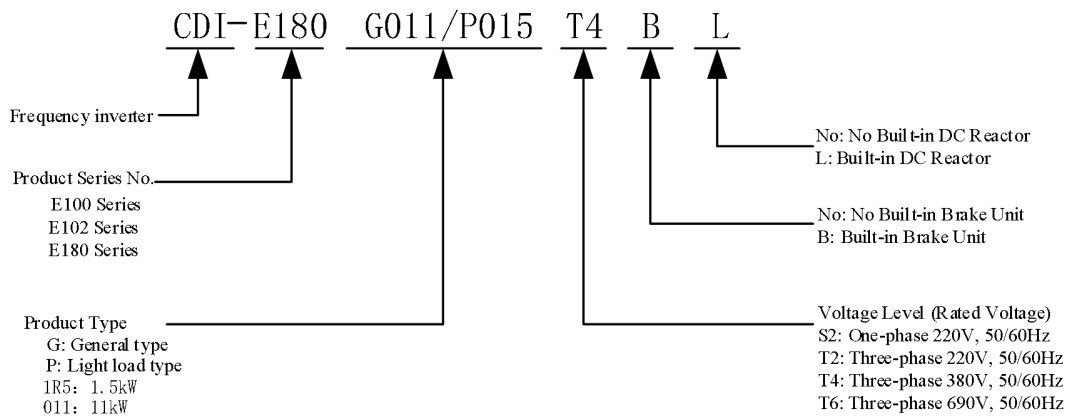 CDI-E180 G011/P015 T4 B L
Frequency inverter
Product Series No.
E100 Series
E102 Series
E180 Series
Product Type
G: General type
P: Light load type
1R5: 1.5kW
011: 11kW
No: No Built-in DC Reactor
L: Built-in DC Reactor
No: No Built-in Brake Unit
B: Built-in Brake Unit
Voltage Level (Rated Voltage)
S2: One-phase 220V, 50/60Hz
T2: Three-phase 220V, 50/60Hz
T4: Three-phase 380V, 50/60Hz
T6: Three-phase 690V, 50/60Hz